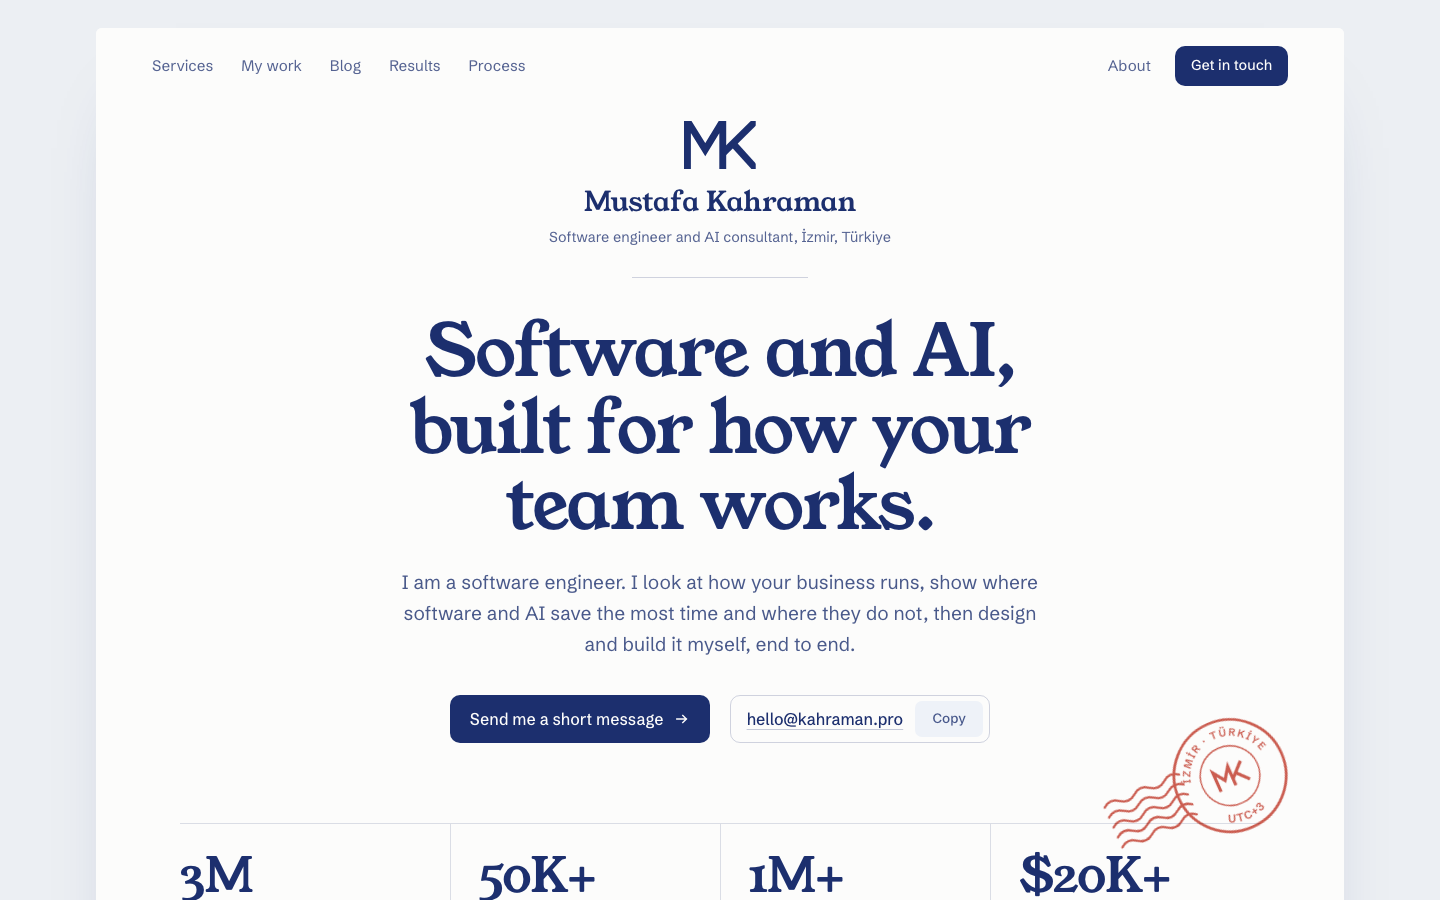 Services My work Blog Results Process About Get in touch
MK
Mustafa Kahraman
Software engineer and AI consultant, İzmir, Türkiye
Software and AI,
built for how your
team works.
I am a software engineer. I look at how your business runs, show where
software and AI save the most time and where they do not, then design
and build it myself, end to end.
Send me a short message → hello@kahraman.pro Copy
İZMİR · TÜRKİYE
MK
UTC+3
3M 50K+ 1M+ $20K+